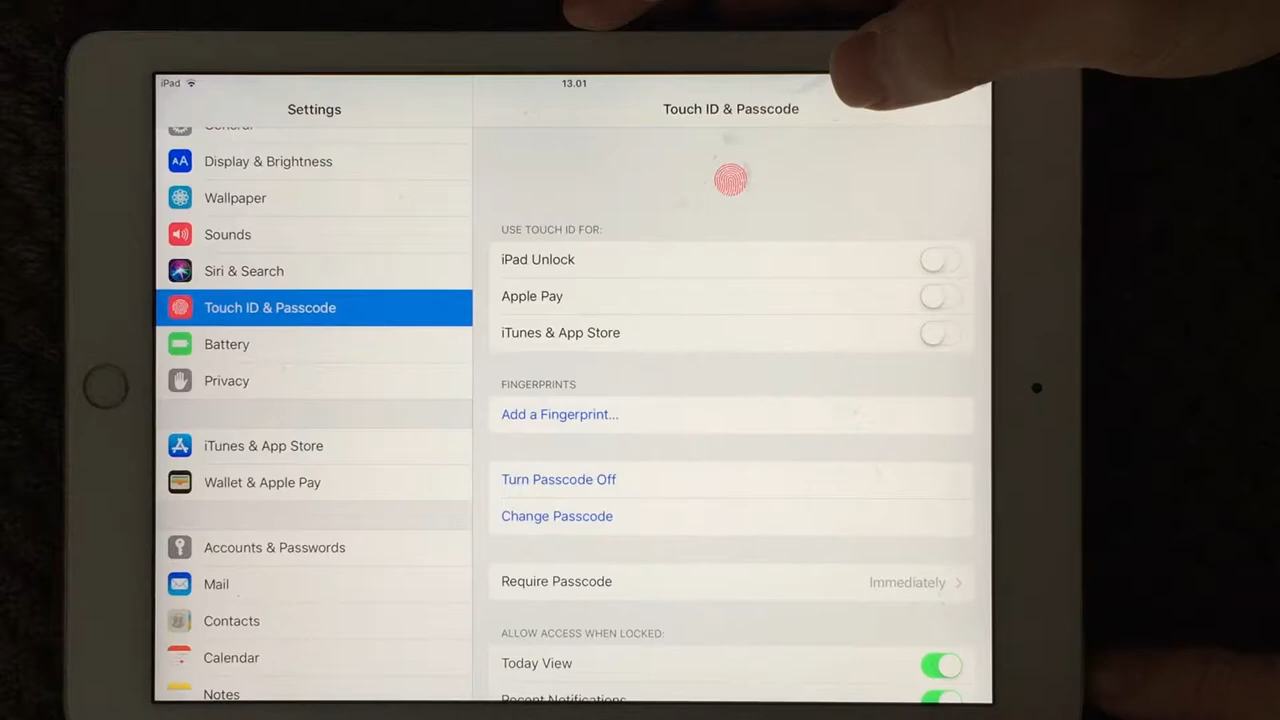 iPad
13.01
Settings
Touch ID & Passcode
General
Display & Brightness
Wallpaper
Sounds
Siri & Search
Touch ID & Passcode
Battery
Privacy
iTunes & App Store
Wallet & Apple Pay
Accounts & Passwords
Mail
Contacts
Calendar
Notes
USE TOUCH ID FOR:
iPad Unlock
Apple Pay
iTunes & App Store
FINGERPRINTS
Add a Fingerprint...
Turn Passcode Off
Change Passcode
Require Passcode Immediately
ALLOW ACCESS WHEN LOCKED:
Today View
Recent Notifications